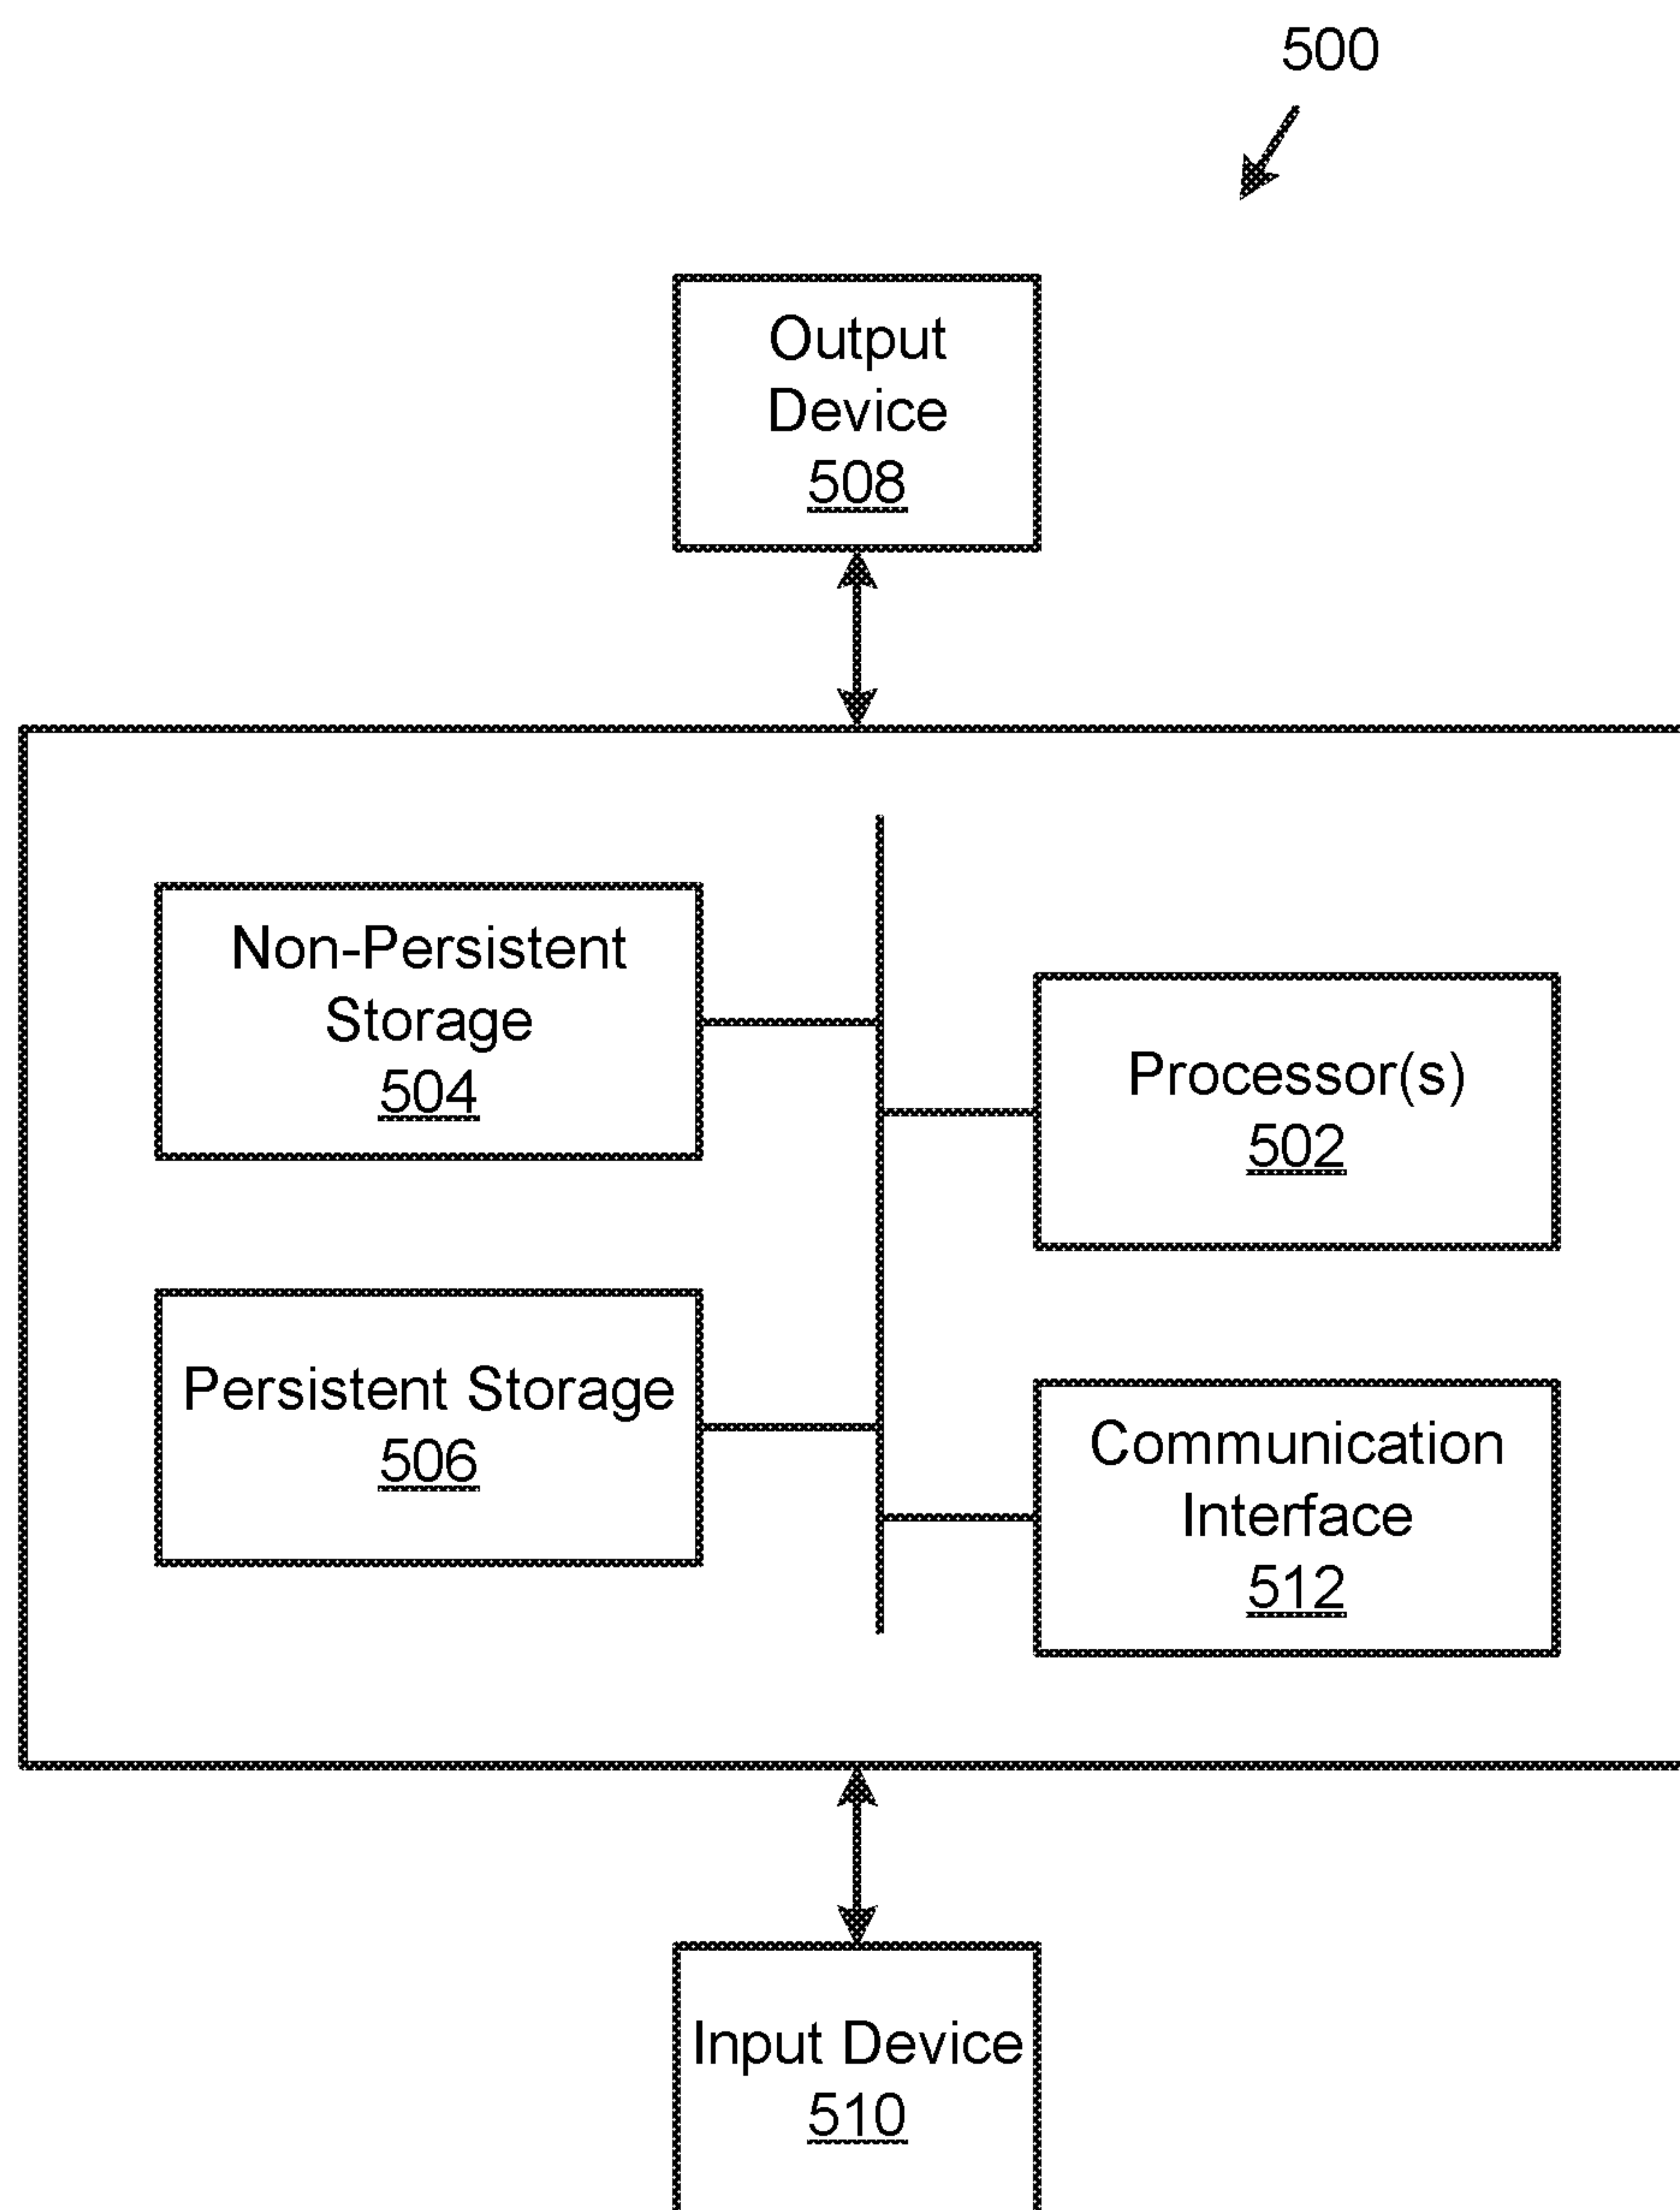 500
Output
Device
508
Non-Persistent
Storage
504
Processor(s)
502
Persistent Storage
506
Communication
Interface
512
Input Device
510